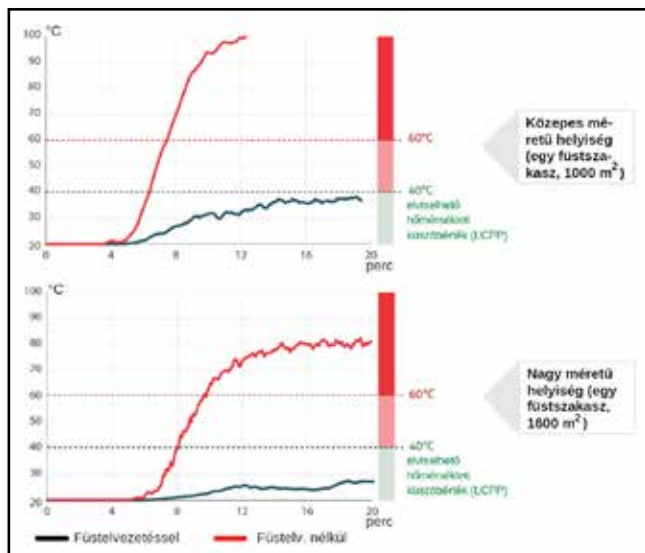 °C
100
90
80
70
60
50
40
30
20
0
4
8
12
16
20
perc
60°C
40°C
elviselhető
hőmérsékleti
küszöbérték
Közepes mé-
retű helyiség
(egy füstsza-
kasz, 1000 m²)
°C
100
90
80
70
60
50
40
30
20
0
4
8
12
16
20
perc
60°C
40°C
elviselhető
hőmérsékleti
küszöbérték
Nagy méretű
helyiség (egy
füstszakasz,
1600 m²)
Füstelvezetéssel
Füstelv. nélkül